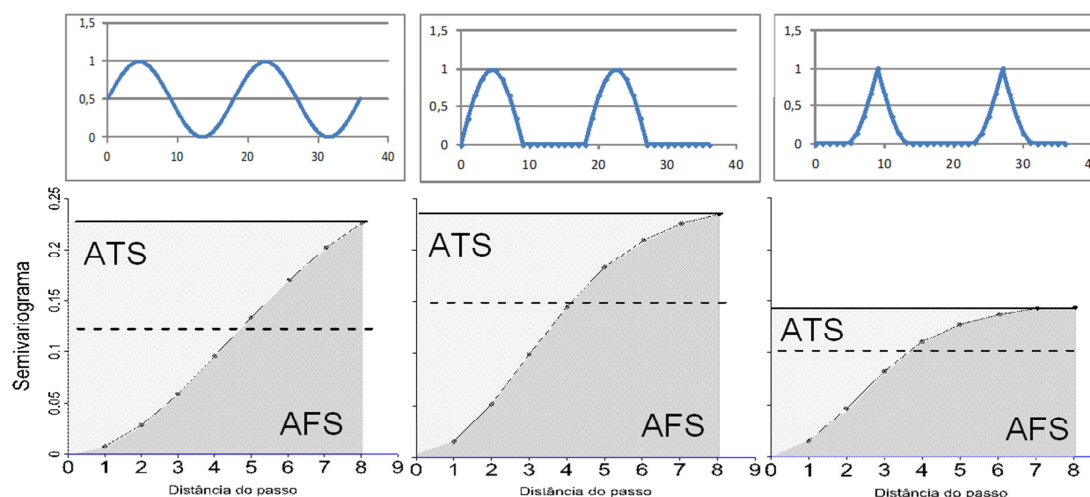 1,5
1
0,5
0
0 10 20 30 40
1,5
1
0,5
0
0 10 20 30 40
1,5
1
0,5
0
0 10 20 30
Semivariograma
0,25
0,2
0,15
0,1
0,05
0
ATS
AFS
0 1 2 3 4 5 6 7 8 9
Distância do passo
ATS
AFS
0 1 2 3 4 5 6 7 8 9
Distância do passo
ATS
AFS
0 1 2 3 4 5 6 7 8
Distância do passo